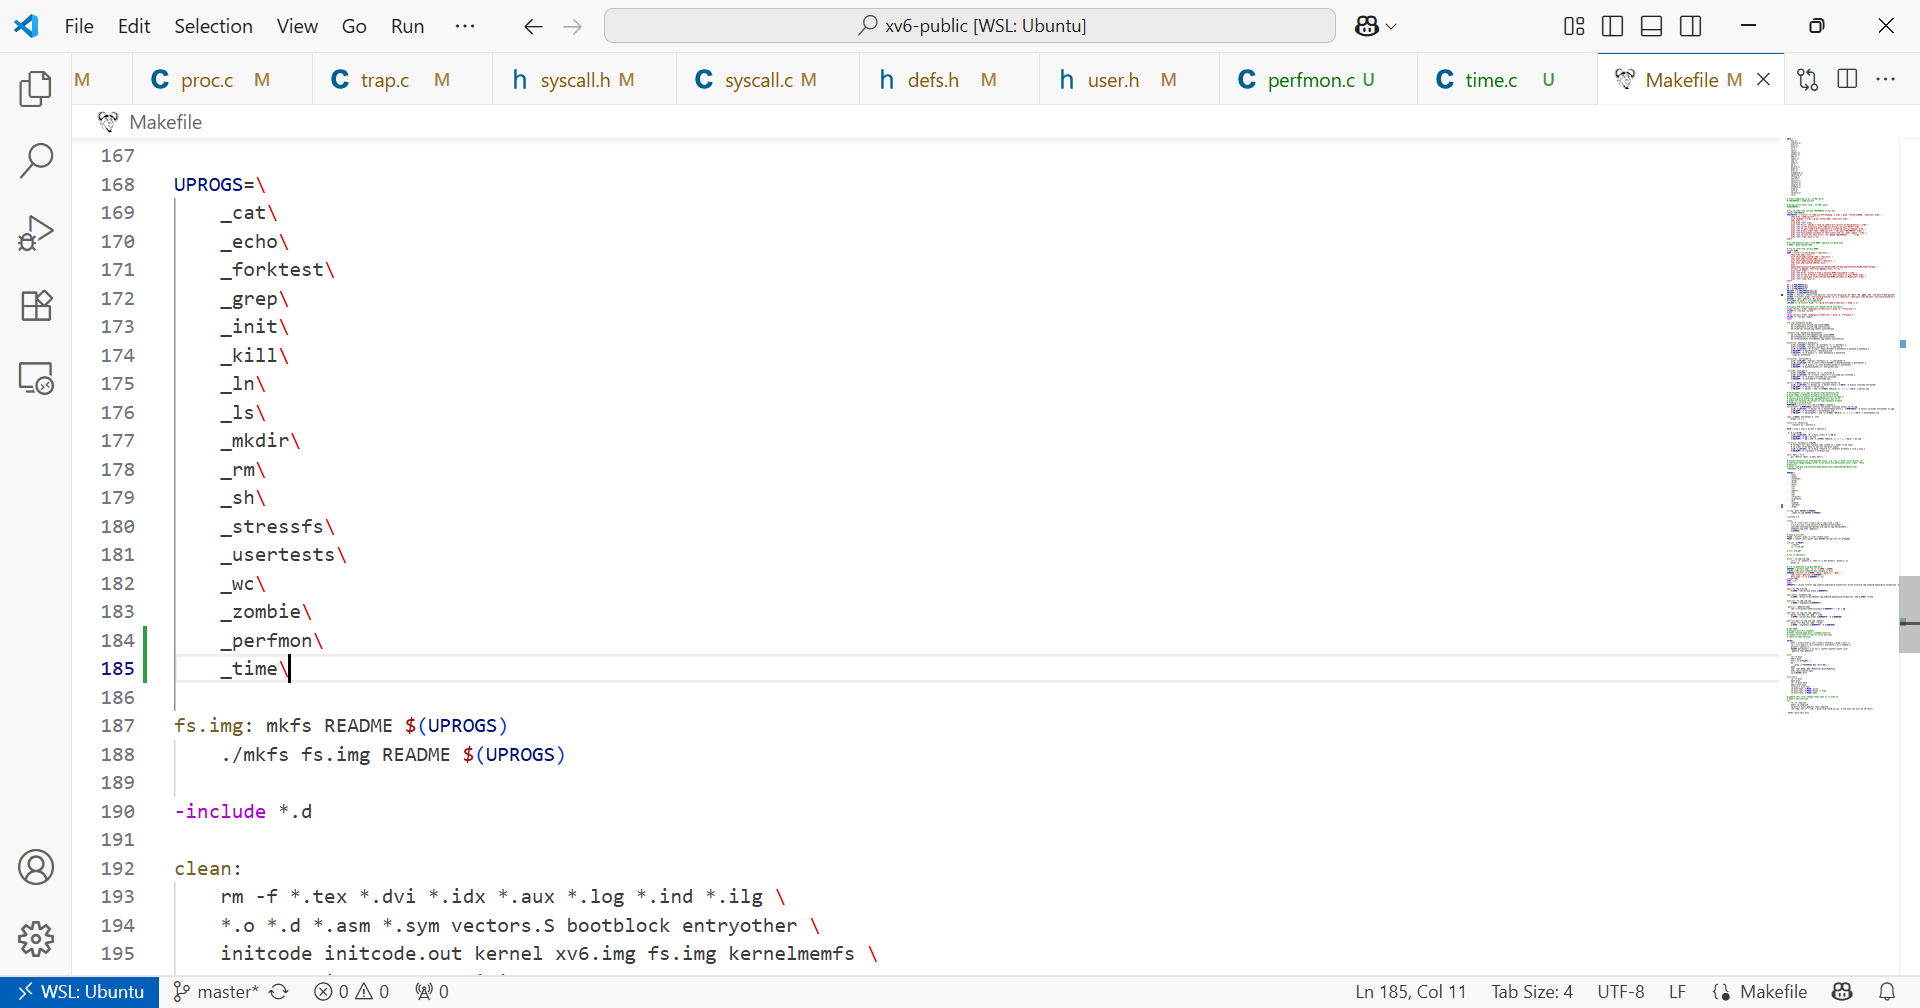 File Edit Selection View Go Run ··· xv6-public [WSL: Ubuntu]
M C proc.c M C trap.c M h syscall.h M C syscall.c M h defs.h M h user.h M C perfmon.c U C time.c U Makefile M
Makefile
167
168 UPROGS=\
169 _cat\
170 _echo\
171 _forktest\
172 _grep\
173 _init\
174 _kill\
175 _ln\
176 _ls\
177 _mkdir\
178 _rm\
179 _sh\
180 _stressfs\
181 _usertests\
182 _wc\
183 _zombie\
184 _perfmon\
185 _time\
186
187 fs.img: mkfs README $(UPROGS)
188 ./mkfs fs.img README $(UPROGS)
189
190 -include *.d
191
192 clean:
193 rm -f *.tex *.dvi *.idx *.aux *.log *.ind *.ilg \
194 *.o *.d *.asm *.sym vectors.S bootblock entryother \
195 initcode initcode.out kernel xv6.img fs.img kernelmemfs \
WSL: Ubuntu master* 0 0 0 Ln 185, Col 11 Tab Size: 4 UTF-8 LF Makefile